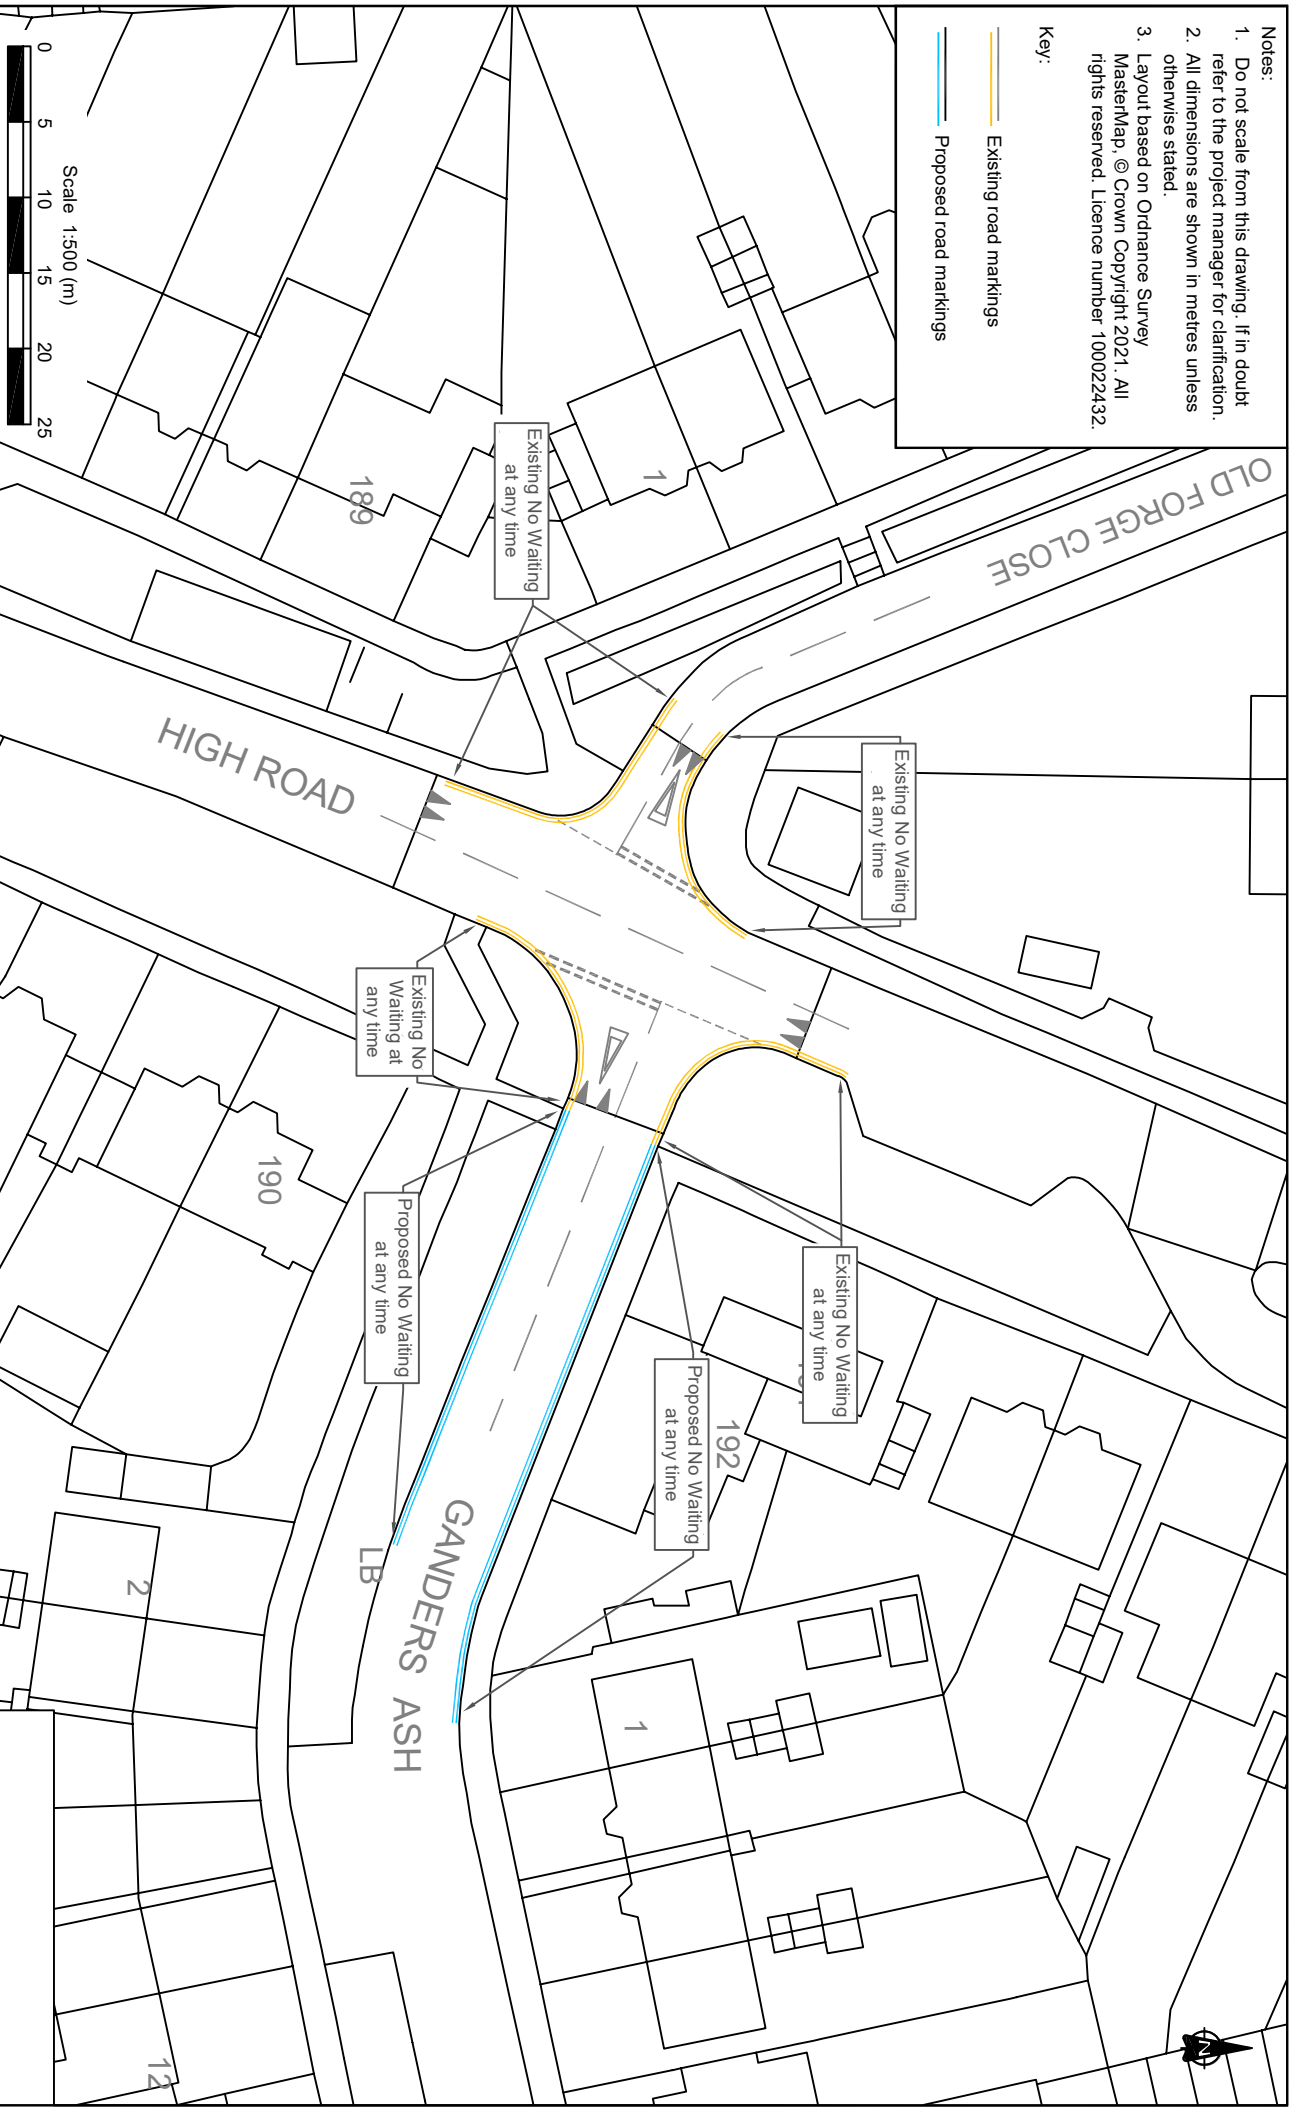 Notes:
1. Do not scale from this drawing. If in doubt
refer to the project manager for clarification.
2. All dimensions are shown in metres unless
otherwise stated.
3. Layout based on Ordnance Survey
MasterMap, © Crown Copyright 2021. All
rights reserved. Licence number 100022432.
Key:
Existing road markings
Proposed road markings
OLD FORGE CLOSE
1
189
Existing No Waiting
at any time
Existing No Waiting
at any time
HIGH ROAD
Existing No
Waiting at
any time
190
Existing No Waiting
at any time
Proposed No Waiting
at any time
192
Proposed No Waiting
at any time
GANDERS ASH
LB
2
1
12
N
Scale 1:500 (m)
0 5 10 15 20 25